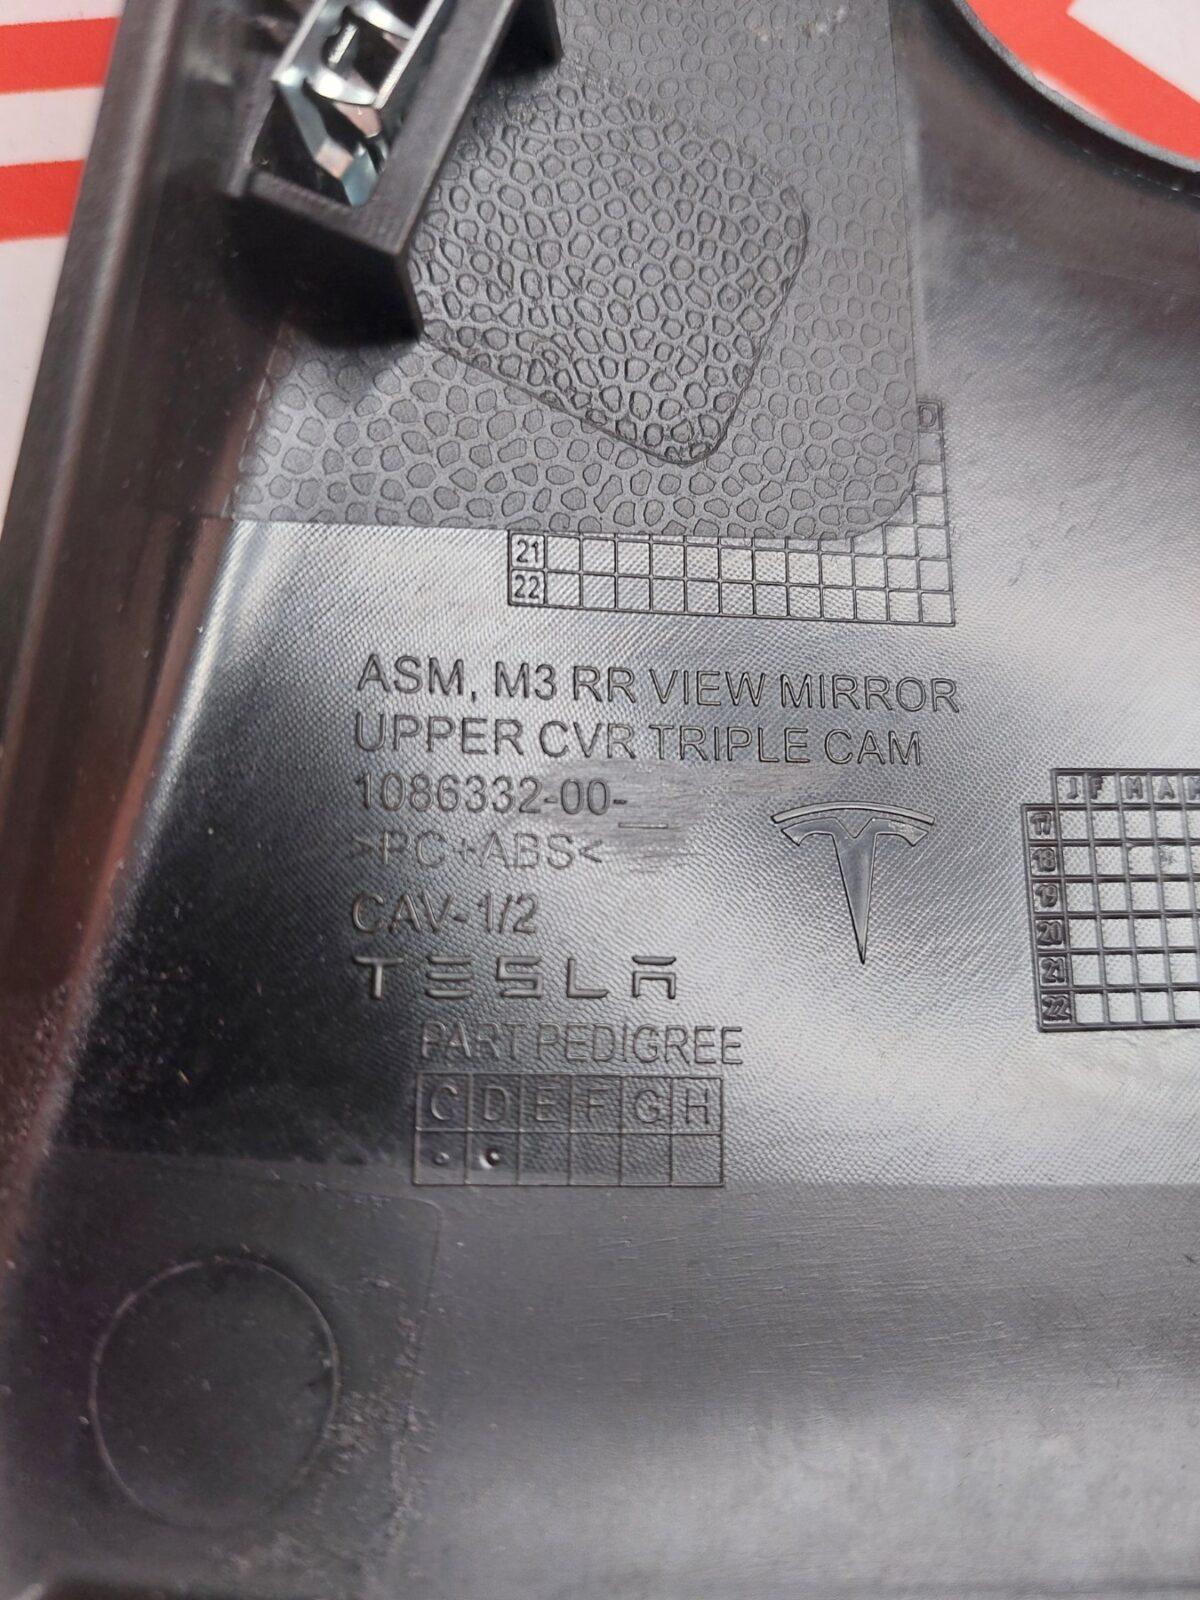 D
21
22
ASM, M3 RR VIEW MIRROR
UPPER CVR TRIPLE CAM
1086332-00-_
>PC+ABS<
CAV-1/2
TESLA
PART PEDIGREE
C D E F G H
J F M A M
17
18
19
20
21
22